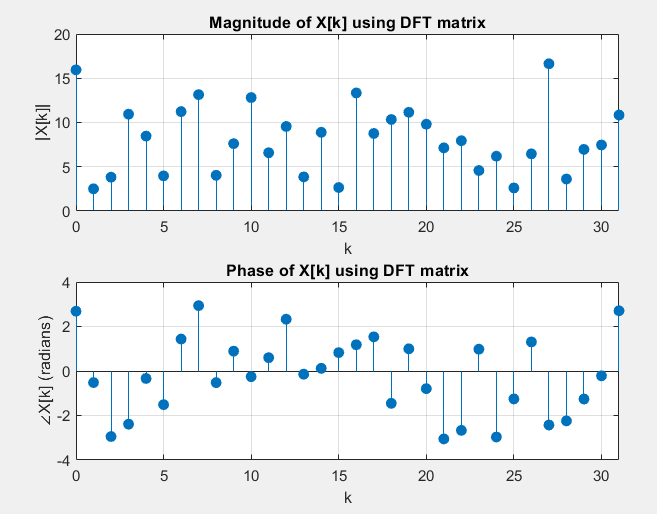 Magnitude of X[k] using DFT matrix
20
15
10
5
0
|X[k]|
0 5 10 15 20 25 30
k
Phase of X[k] using DFT matrix
4
2
0
-2
-4
∠X[k] (radians)
0 5 10 15 20 25 30
k